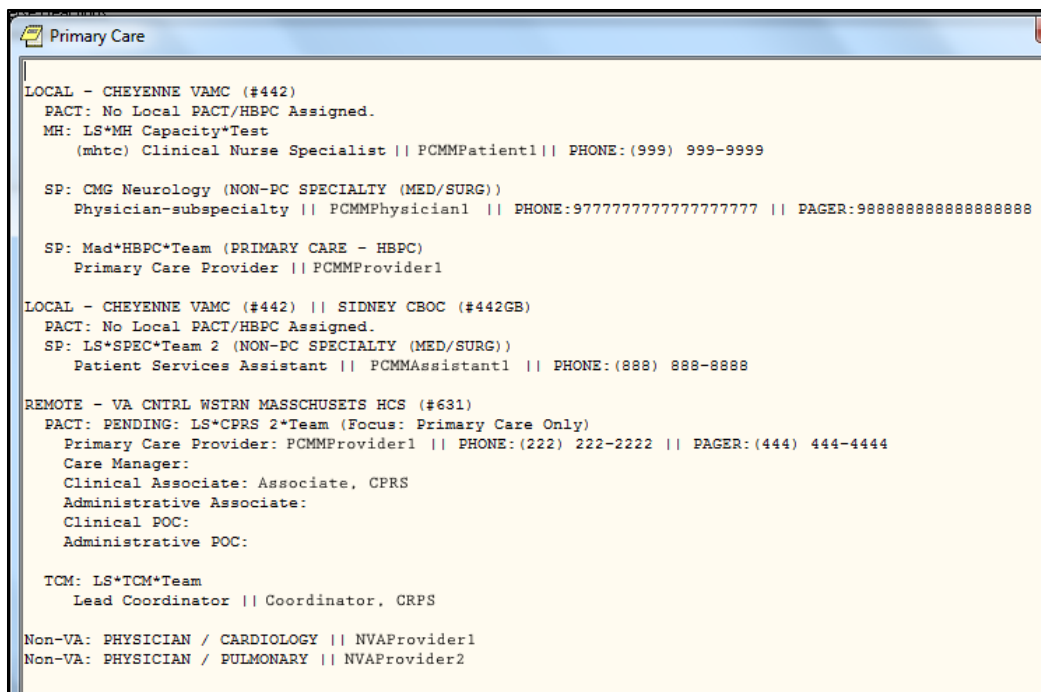 Primary Care
LOCAL - CHEYENNE VAMC (#442)
PACT: No Local PACT/HBPC Assigned.
MH: LS*MH Capacity*Test
(mhtc) Clinical Nurse Specialist || PCMMPatient1|| PHONE:(999) 999-9999
SP: CMG Neurology (NON-PC SPECIALTY (MED/SURG))
Physician-subspecialty || PCMMPhysician1 || PHONE:9777777777777777777 || PAGER:988888888888888888
SP: Mad*HBPC*Team (PRIMARY CARE - HBPC)
Primary Care Provider || PCMMProvider1
LOCAL - CHEYENNE VAMC (#442) || SIDNEY CBOC (#442GB)
PACT: No Local PACT/HBPC Assigned.
SP: LS*SPEC*Team 2 (NON-PC SPECIALTY (MED/SURG))
Patient Services Assistant || PCMMAssistant1 || PHONE:(888) 888-8888
REMOTE - VA CNTRL WSTRN MASSCHUSETS HCS (#631)
PACT: PENDING: LS*CPRS 2*Team (Focus: Primary Care Only)
Primary Care Provider: PCMMProvider1 || PHONE:(222) 222-2222 || PAGER:(444) 444-4444
Care Manager:
Clinical Associate: Associate, CPRS
Administrative Associate:
Clinical POC:
Administrative POC:
TCM: LS*TCM*Team
Lead Coordinator || Coordinator, CRPS
Non-VA: PHYSICIAN / CARDIOLOGY || NVAProvider1
Non-VA: PHYSICIAN / PULMONARY || NVAProvider2